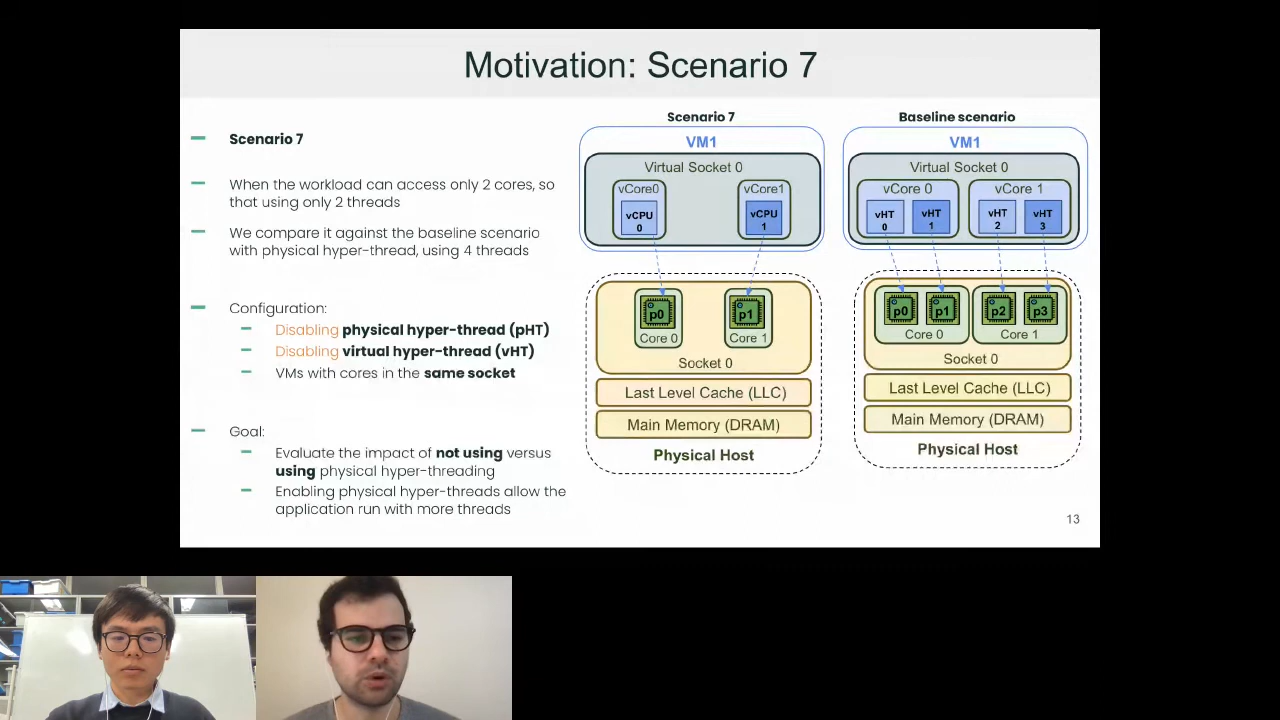 Motivation: Scenario 7
Scenario 7
When the workload can access only 2 cores, so
that using only 2 threads
We compare it against the baseline scenario
with physical hyper-thread, using 4 threads
Configuration:
Disabling physical hyper-thread (pHT)
Disabling virtual hyper-thread (vHT)
VMs with cores in the same socket
Goal:
Evaluate the impact of not using versus
using physical hyper-threading
Enabling physical hyper-threads allow the
application run with more threads
Scenario 7
VM1
Virtual Socket 0
vCore0
vCore1
vCPU
0
vCPU
1
p0
p1
Core 0
Core 1
Socket 0
Last Level Cache (LLC)
Main Memory (DRAM)
Physical Host
Baseline scenario
VM1
Virtual Socket 0
vCore 0
vCore 1
vHT
0
vHT
1
vHT
2
vHT
3
p0
p1
p2
p3
Core 0
Core 1
Socket 0
Last Level Cache (LLC)
Main Memory (DRAM)
Physical Host
13